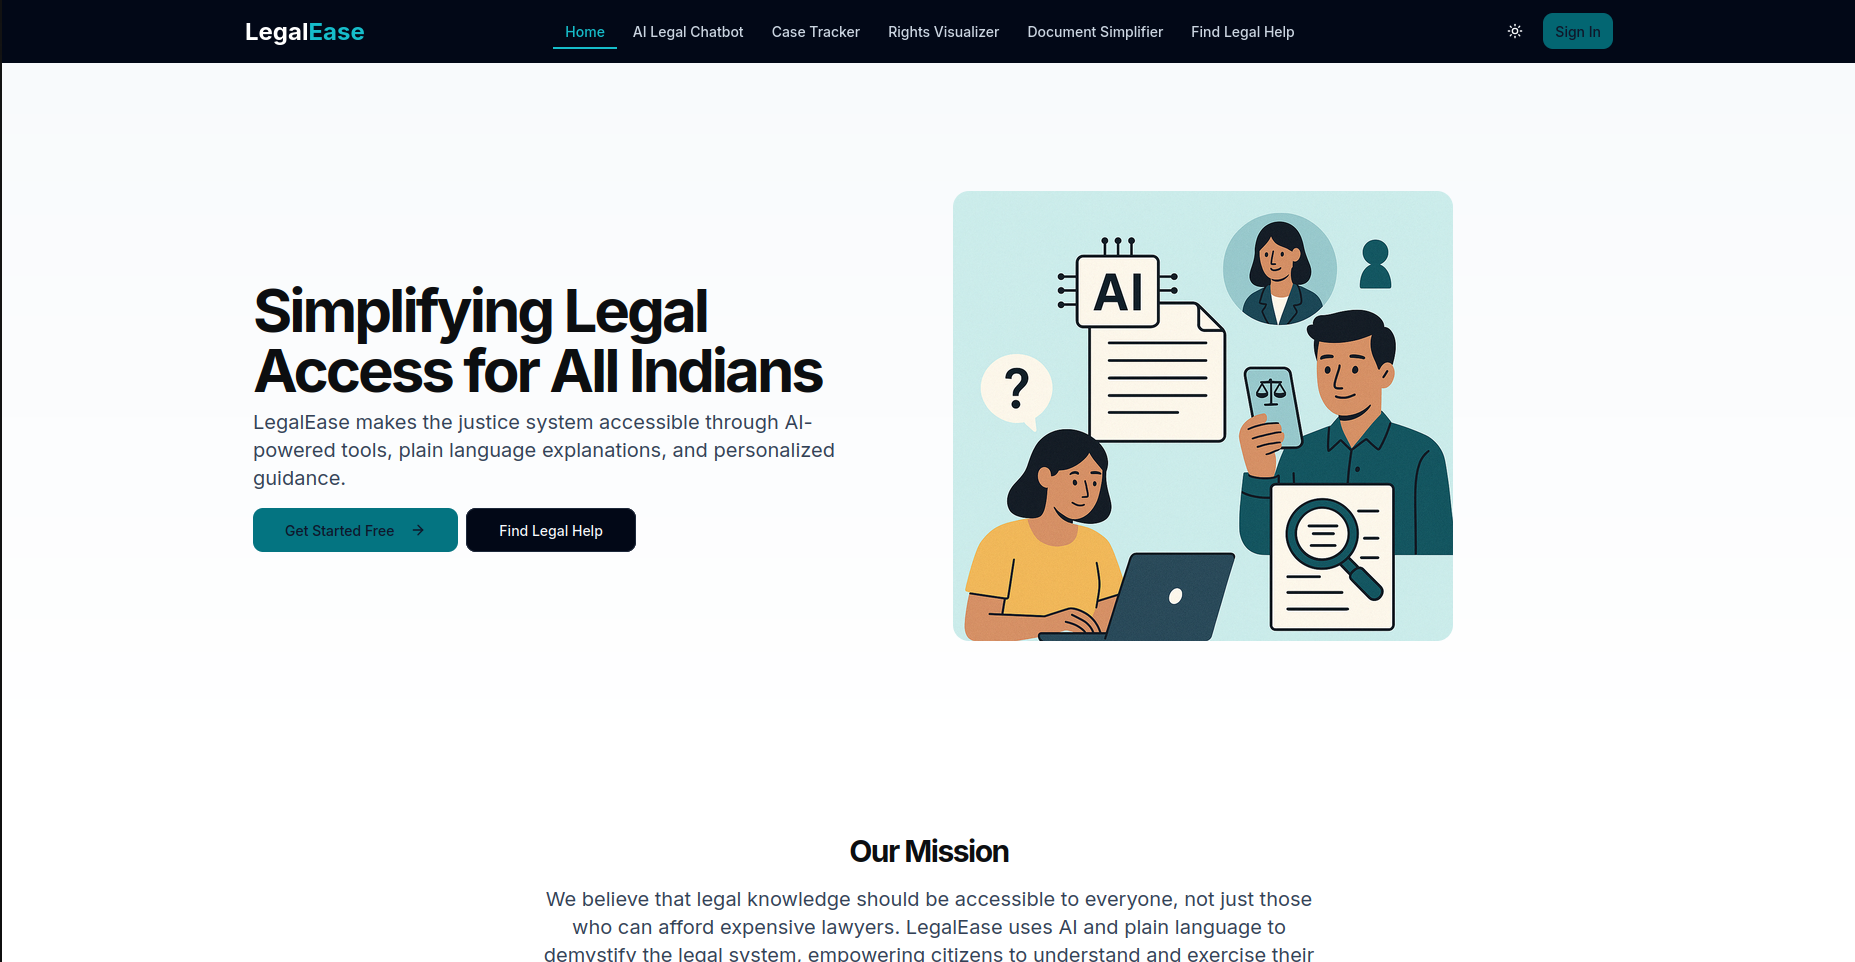 LegalEase
Home AI Legal Chatbot Case Tracker Rights Visualizer Document Simplifier Find Legal Help
Sign In
Simplifying Legal
Access for All Indians
LegalEase makes the justice system accessible through AI-
powered tools, plain language explanations, and personalized
guidance.
Get Started Free →
Find Legal Help
AI
?
Our Mission
We believe that legal knowledge should be accessible to everyone, not just those
who can afford expensive lawyers. LegalEase uses AI and plain language to
demystify the legal system, empowering citizens to understand and exercise their